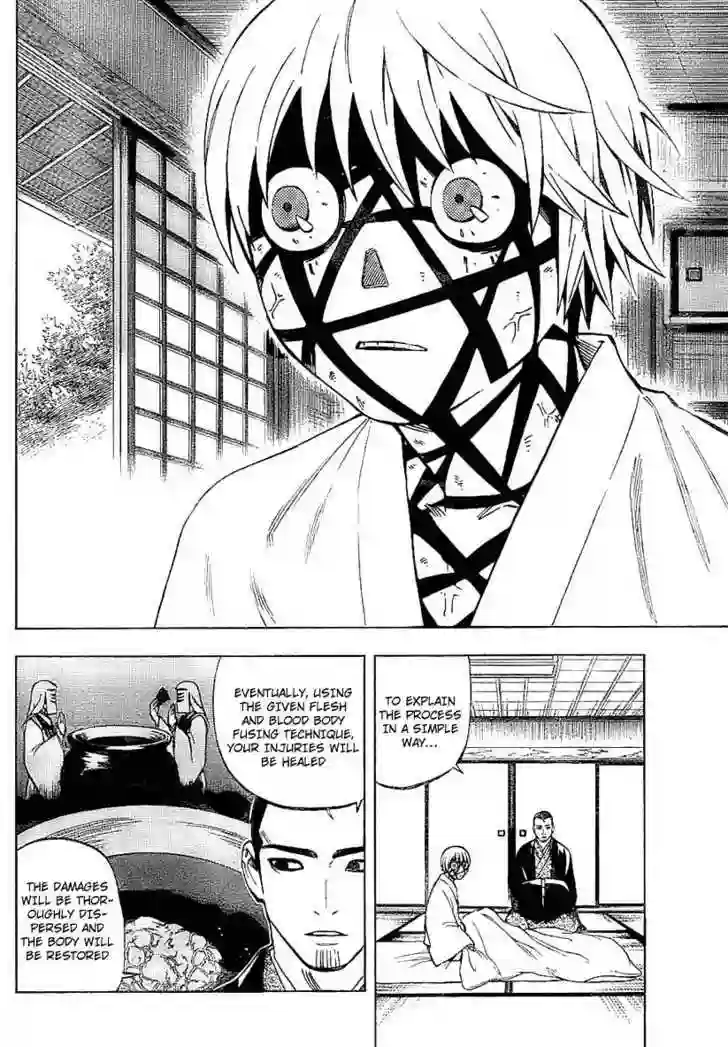 TO EXPLAIN
THE PROCESS
IN A SIMPLE
WAY...
EVENTUALLY, USING
THE GIVEN FLESH
AND BLOOD BODY
FUSING TECHNIQUE,
YOUR INJURIES WILL
BE HEALED
THE DAMAGES
WILL BE THOR-
OUGHLY DIS-
PERSED AND
THE BODY WILL
BE RESTORED